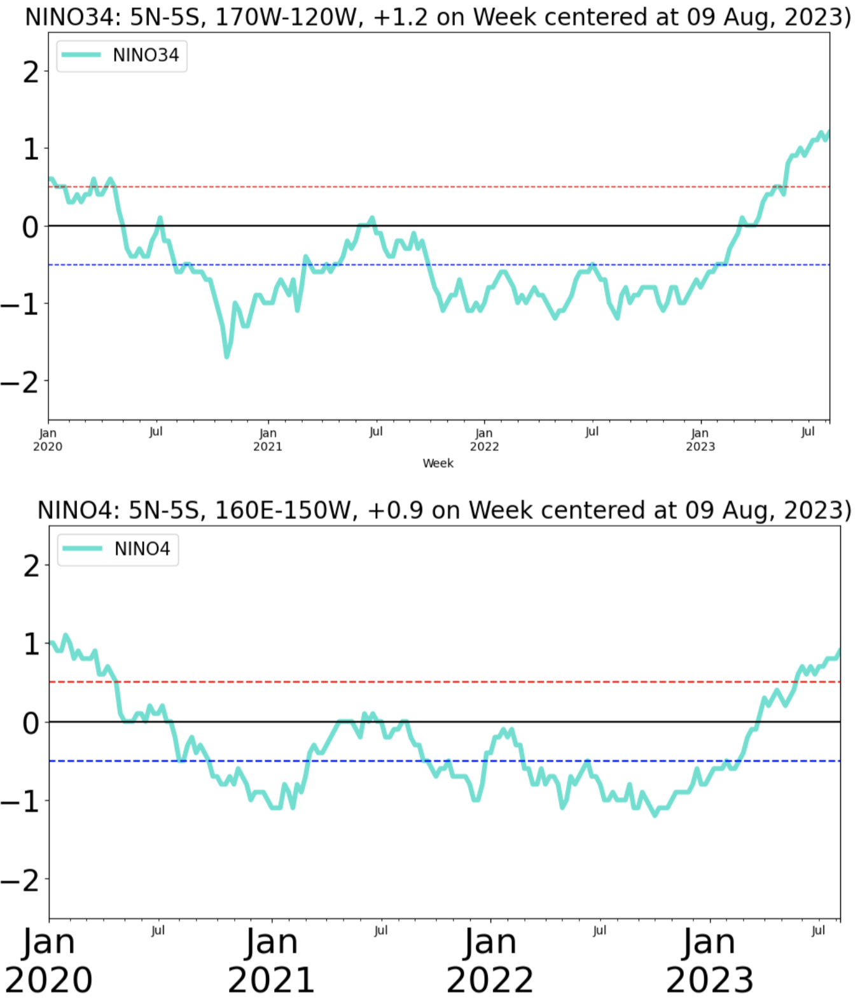 NINO34: 5N-5S, 170W-120W, +1.2 on Week centered at 09 Aug, 2023)
NINO34
2
1
0
−1
−2
Jan Jul Jan Jul Jan Jul Jan Jul
2020 2021 2022 2023
Week
NINO4: 5N-5S, 160E-150W, +0.9 on Week centered at 09 Aug, 2023)
NINO4
2
1
0
−1
−2
Jan Jul Jan Jul Jan Jul Jan Jul
2020 2021 2022 2023